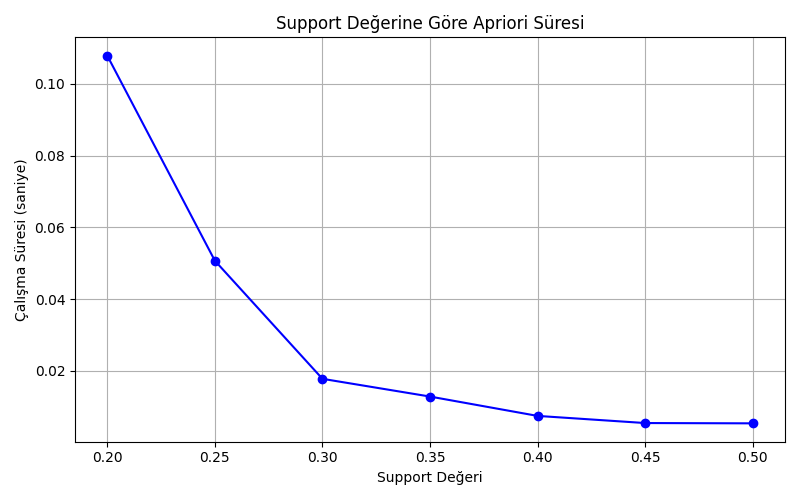 Support Değerine Göre Apriori Süresi
Çalışma Süresi (saniye)
0.10
0.08
0.06
0.04
0.02
0.20 0.25 0.30 0.35 0.40 0.45 0.50
Support Değeri